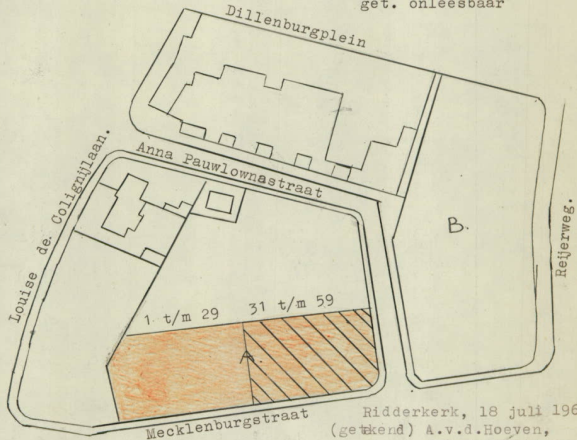 get. onleesbaar
Dillenburgplein
Anna Pauwlownastraat
Louise de Colignijlaan.
B.
Reijerweg.
1 t/m 29 31 t/m 59
A.
Mecklenburgstraat
Ridderkerk, 18 juli 196
(getekend) A.v.d.Hoeven,